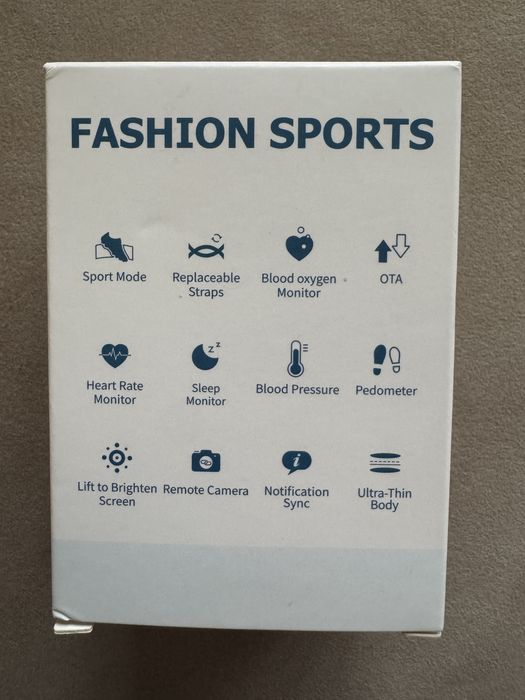 FASHION SPORTS
Sport Mode
Replaceable
Straps
Blood oxygen
Monitor
OTA
Heart Rate
Monitor
Sleep
Monitor
Blood Pressure
Pedometer
Lift to Brighten
Screen
Remote Camera
Notification
Sync
Ultra-Thin
Body